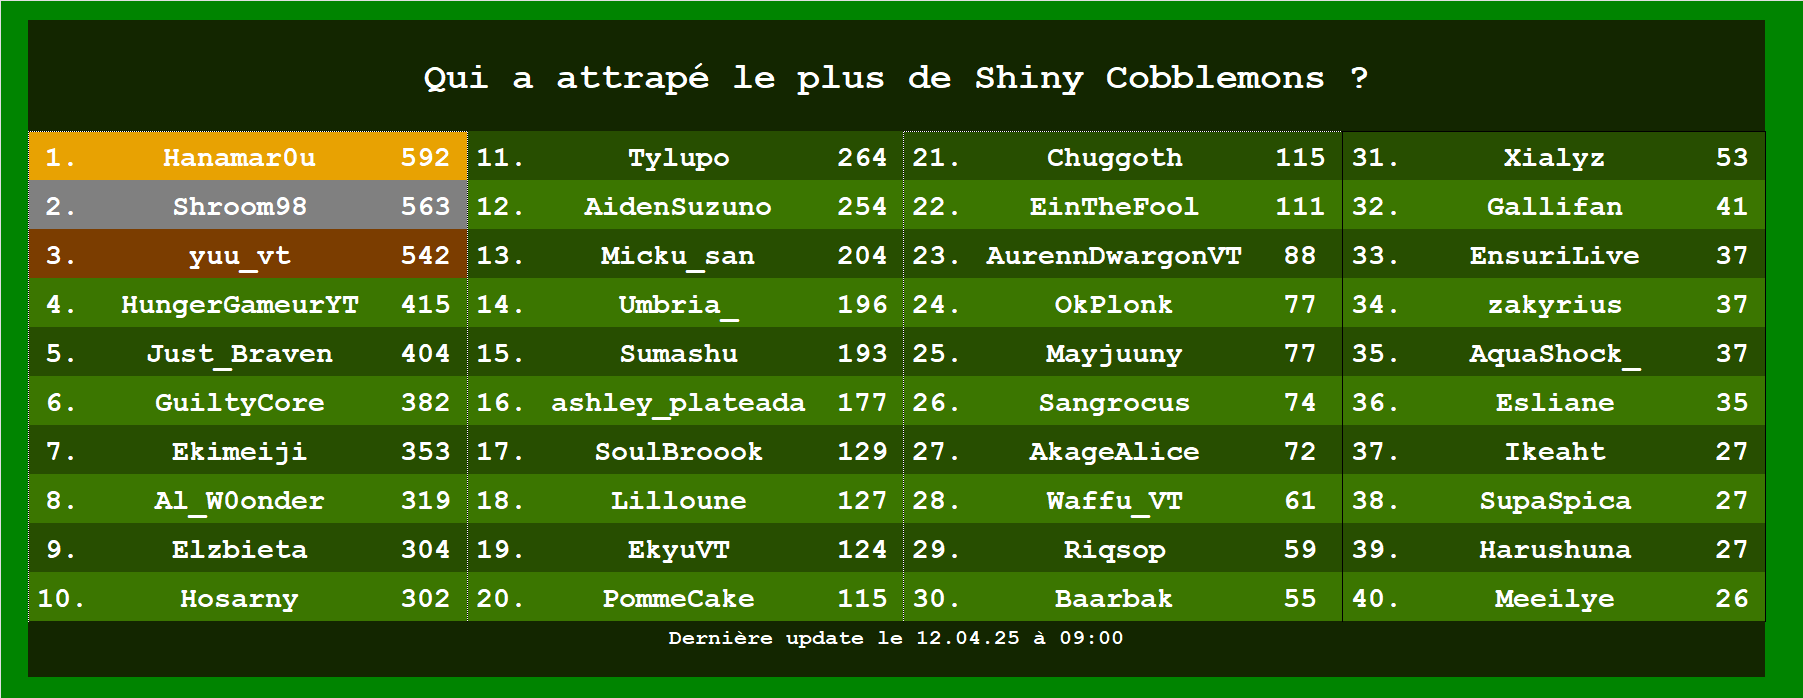 Qui a attrapé le plus de Shiny Cobblemons ?
1. Hanamar0u 592
2. Shroom98 563
3. yuu_vt 542
4. HungerGameurYT 415
5. Just_Braven 404
6. GuiltyCore 382
7. Ekimeiji 353
8. Al_W0onder 319
9. Elzbieta 304
10. Hosarny 302
11. Tylupo 264
12. AidenSuzuno 254
13. Micku_san 204
14. Umbria_ 196
15. Sumashu 193
16. ashley_plateada 177
17. SoulBroook 129
18. Lilloune 127
19. EkyuVT 124
20. PommeCake 115
21. Chuggoth 115
22. EinTheFool 111
23. AurennDwargonVT 88
24. OkPlonk 77
25. Mayjuuny 77
26. Sangrocus 74
27. AkageAlice 72
28. Waffu_VT 61
29. Riqsop 59
30. Baarbak 55
31. Xialyz 53
32. Gallifan 41
33. EnsuriLive 37
34. zakyrius 37
35. AquaShock_ 37
36. Esliane 35
37. Ikeaht 27
38. SupaSpica 27
39. Harushuna 27
40. Meeilye 26
Dernière update le 12.04.25 à 09:00